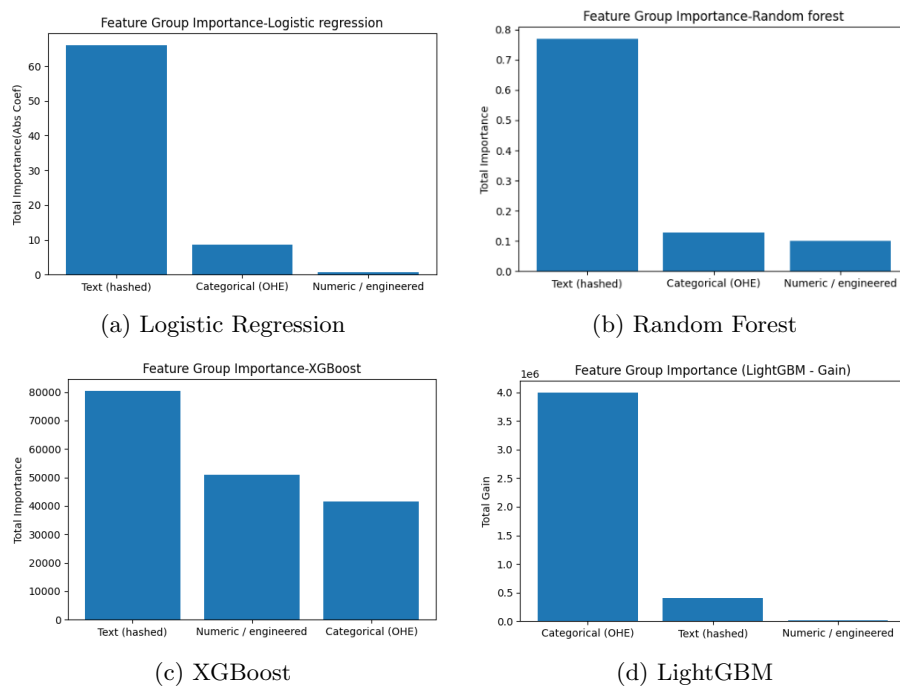 Feature Group Importance-Logistic regression
Total Importance(Abs Coef)
60
50
40
30
20
10
0
Text (hashed) Categorical (OHE) Numeric / engineered
(a) Logistic Regression
Feature Group Importance-Random forest
Total Importance
0.8
0.7
0.6
0.5
0.4
0.3
0.2
0.1
0.0
Text (hashed) Categorical (OHE) Numeric / engineered
(b) Random Forest
Feature Group Importance-XGBoost
Total Importance
80000
70000
60000
50000
40000
30000
20000
10000
0
Text (hashed) Numeric / engineered Categorical (OHE)
(c) XGBoost
Feature Group Importance (LightGBM - Gain)
1e6
Total Gain
4.0
3.5
3.0
2.5
2.0
1.5
1.0
0.5
0.0
Categorical (OHE) Text (hashed) Numeric / engineered
(d) LightGBM